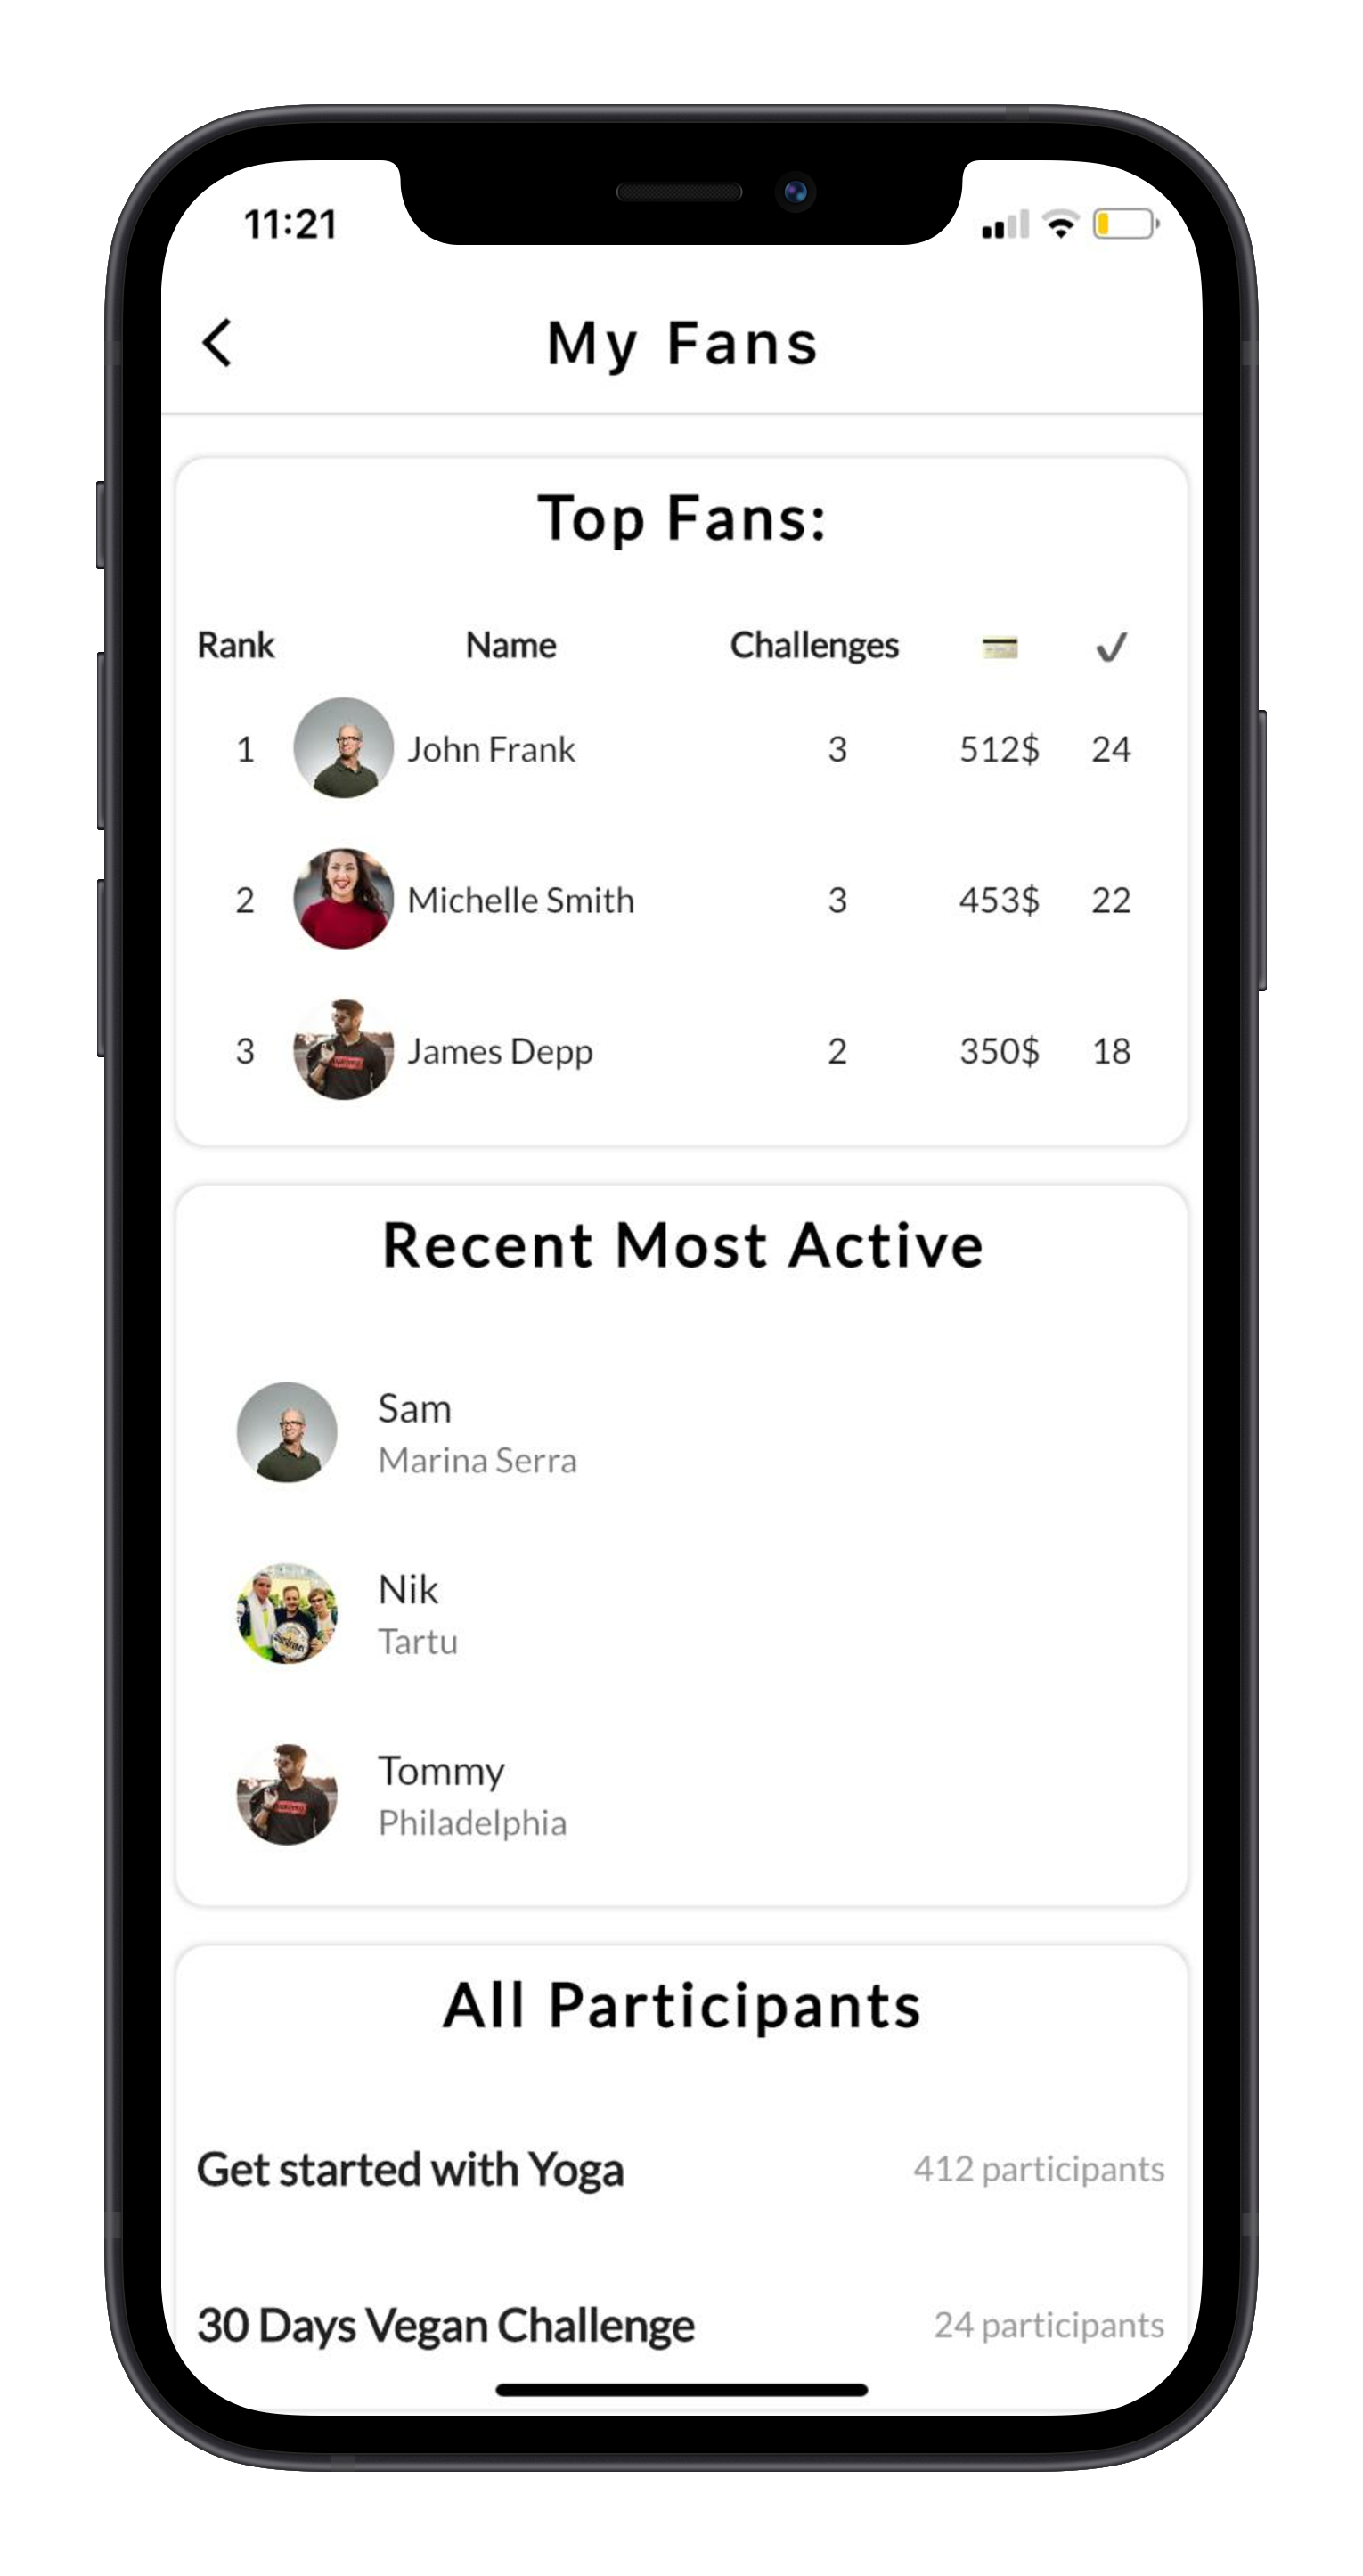 11:21
My Fans
Top Fans:
Rank Name Challenges 💳 ✔
1 John Frank 3 512$ 24
2 Michelle Smith 3 453$ 22
3 James Depp 2 350$ 18
Recent Most Active
Sam
Marina Serra
Nik
Tartu
Tommy
Philadelphia
All Participants
Get started with Yoga 412 participants
30 Days Vegan Challenge 24 participants